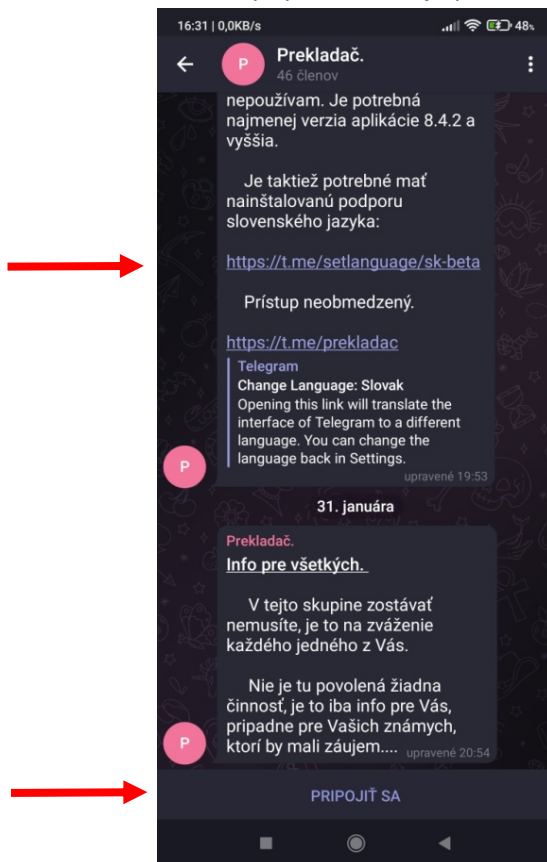 16:31 | 0,0KB/s
48%
P
Prekladač.
46 členov
nepoužívam. Je potrebná
najmenej verzia aplikácie 8.4.2 a
vyššia.
Je taktiež potrebné mať
nainštalovanú podporu
slovenského jazyka:
https://t.me/setlanguage/sk-beta
Prístup neobmedzený.
https://t.me/prekladac
Telegram
Change Language: Slovak
Opening this link will translate the
interface of Telegram to a different
language. You can change the
language back in Settings.
P
upravené 19:53
31. januára
Prekladač.
Info pre všetkých.
V tejto skupine zostávať
nemusíte, je to na zváženie
každého jedného z Vás.
Nie je tu povolená žiadna
činnosť, je to iba info pre Vás,
pripadne pre Vašich známych,
ktorí by mali záujem.... upravené 20:54
P
PRIPOJIŤ SA